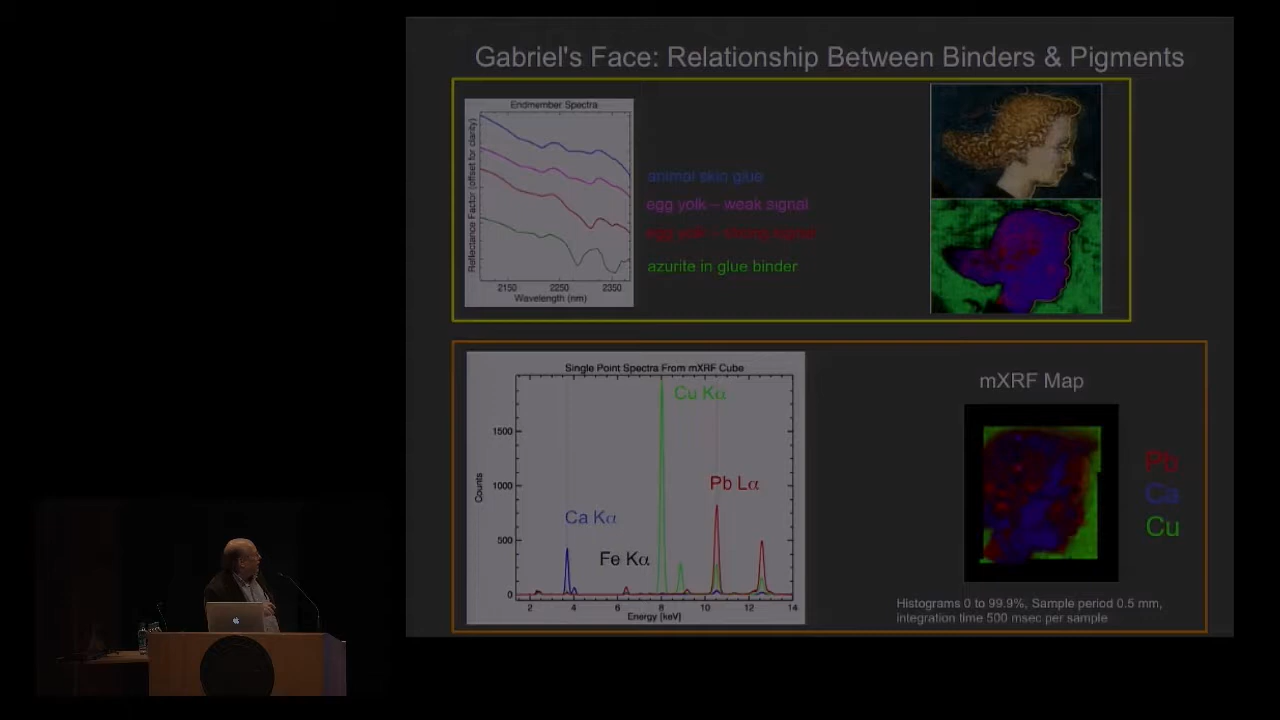 Gabriel's Face: Relationship Between Binders & Pigments
Endmember Spectra
Reflectance Factor (offset for clarity)
2150 2250 2350
Wavelength (nm)
animal skin glue
egg yolk – weak signal
egg yolk – strong signal
azurite in glue binder
Single Point Spectra From mXRF Cube
Counts
1500
1000
500
0
Cu Kα
Pb Lα
Ca Kα
Fe Kα
2 4 6 8 10 12 14
Energy [keV]
mXRF Map
Pb
Ca
Cu
Histograms 0 to 99.9%, Sample period 0.5 mm,
integration time 500 msec per sample